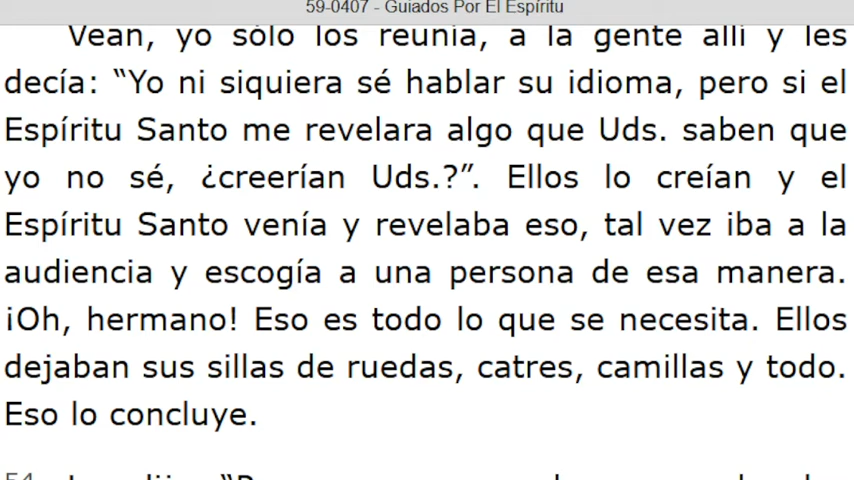 59-0407 - Guiados Por El Espíritu
Vean, yo sólo los reunía, a la gente allí y les
decía: “Yo ni siquiera sé hablar su idioma, pero si el
Espíritu Santo me revelara algo que Uds. saben que
yo no sé, ¿creerían Uds.?”. Ellos lo creían y el
Espíritu Santo venía y revelaba eso, tal vez iba a la
audiencia y escogía a una persona de esa manera.
¡Oh, hermano! Eso es todo lo que se necesita. Ellos
dejaban sus sillas de ruedas, catres, camillas y todo.
Eso lo concluye.
54